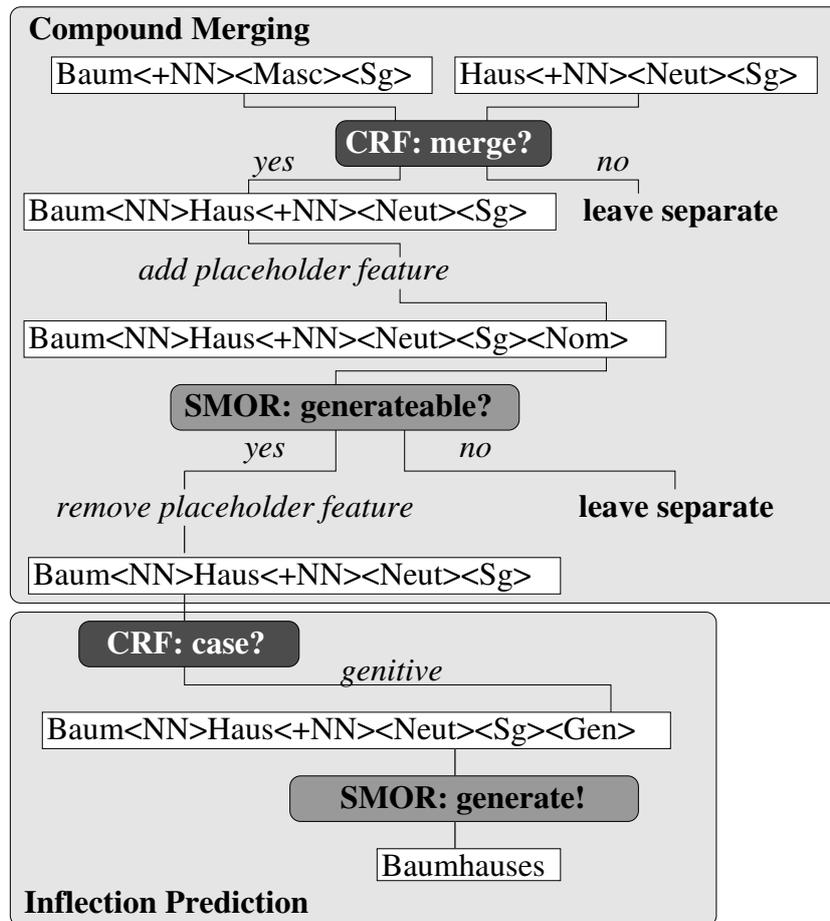 Compound Merging
Baum<+NN><Masc><Sg> Haus<+NN><Neut><Sg>
CRF: merge?
yes no
Baum<NN>Haus<+NN><Neut><Sg> leave separate
add placeholder feature
Baum<NN>Haus<+NN><Neut><Sg><Nom>
SMOR: generateable?
yes no
remove placeholder feature leave separate
Baum<NN>Haus<+NN><Neut><Sg>
CRF: case?
genitive
Baum<NN>Haus<+NN><Neut><Sg><Gen>
SMOR: generate!
Baumhauses
Inflection Prediction